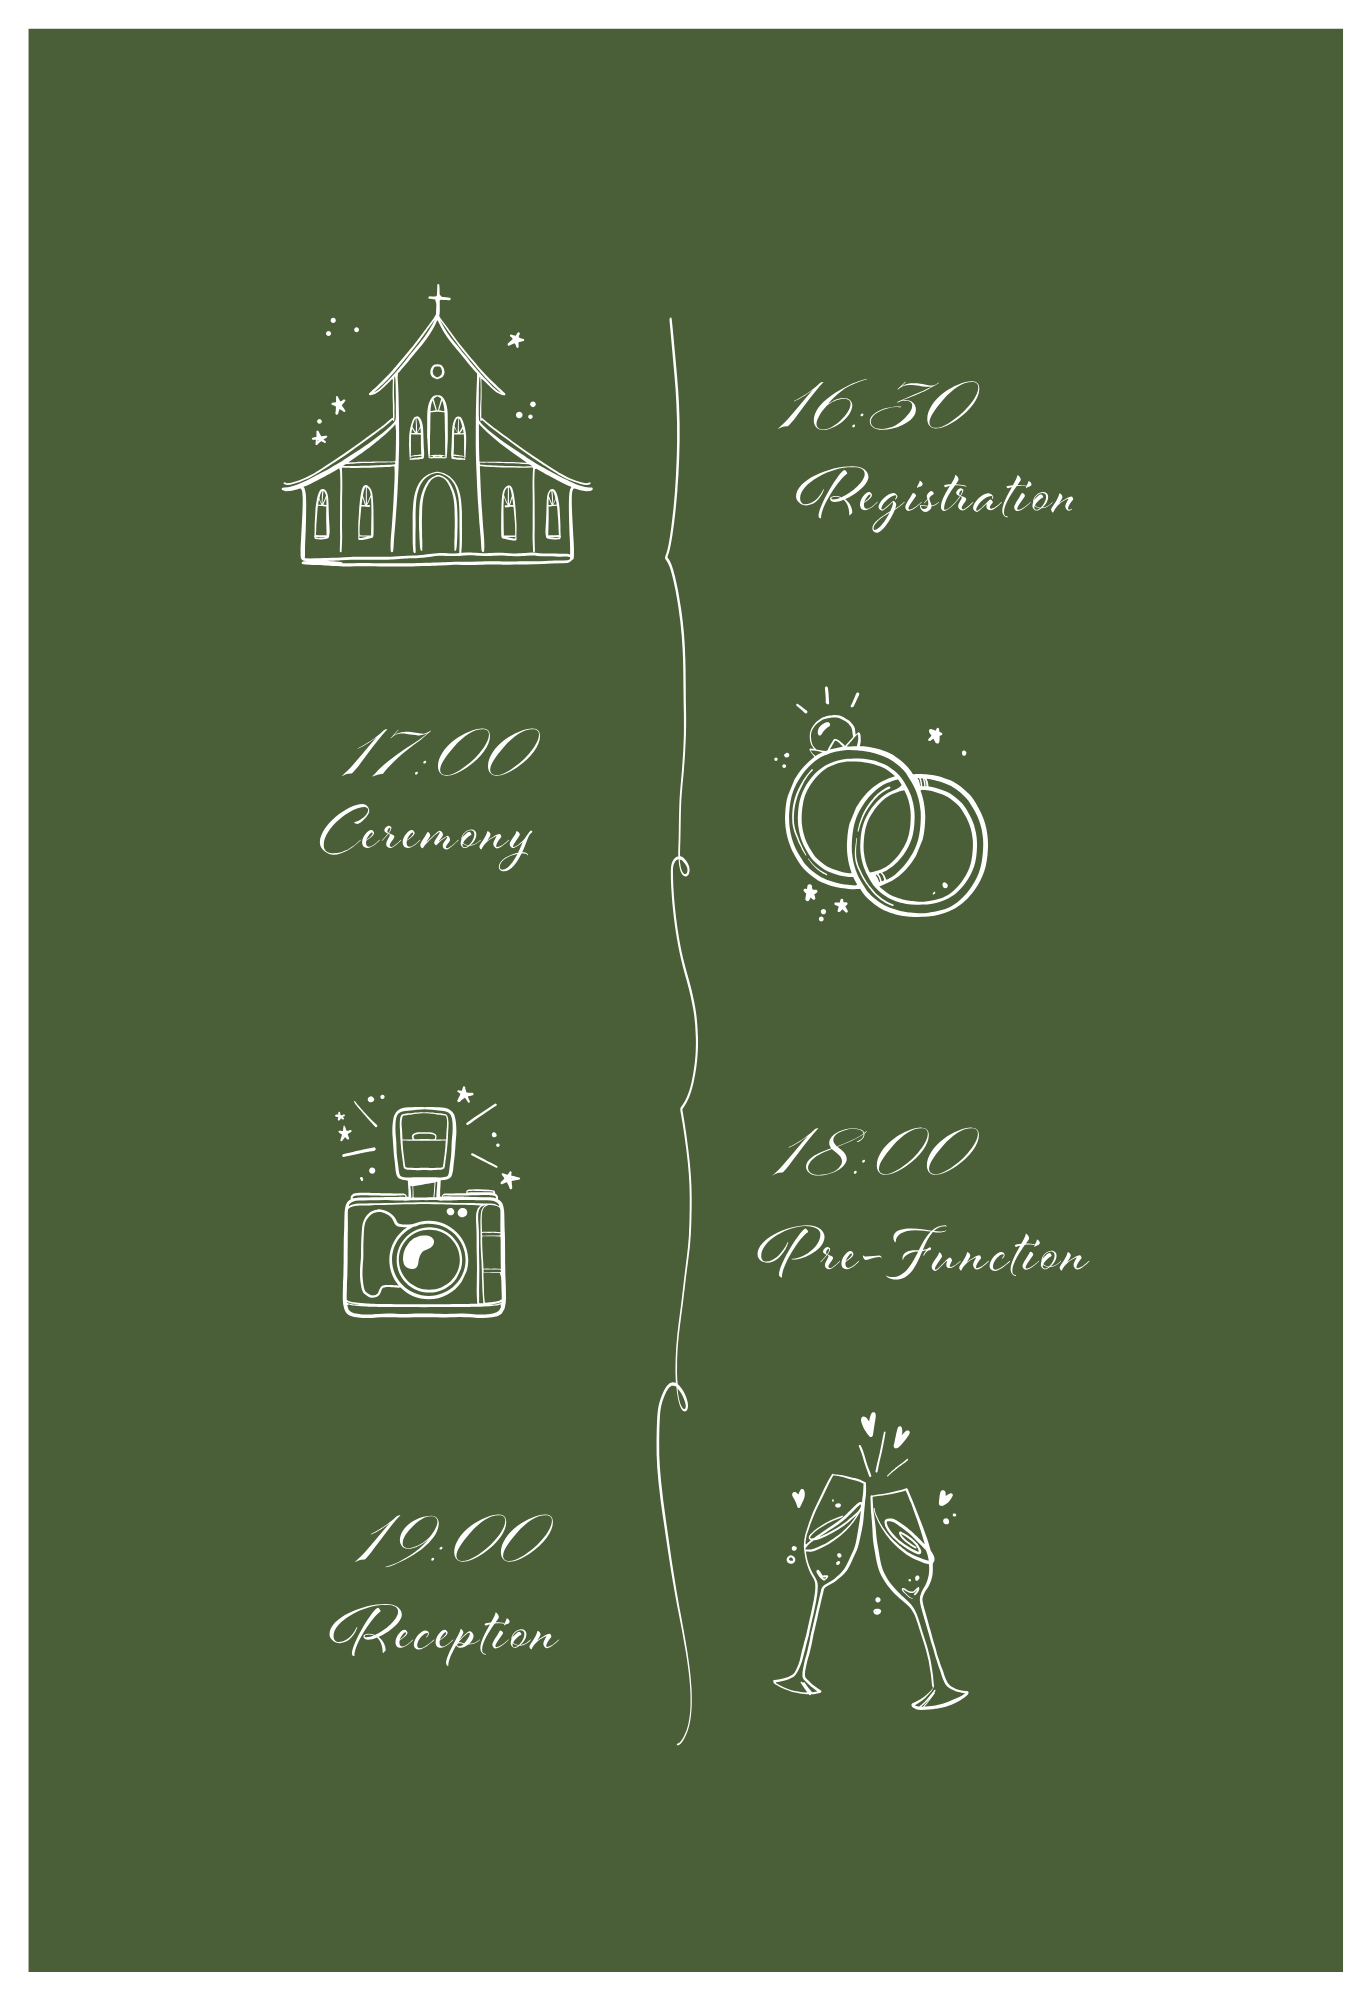 16:30
Registration
17:00
Ceremony
18:00
Pre-Function
19:00
Reception